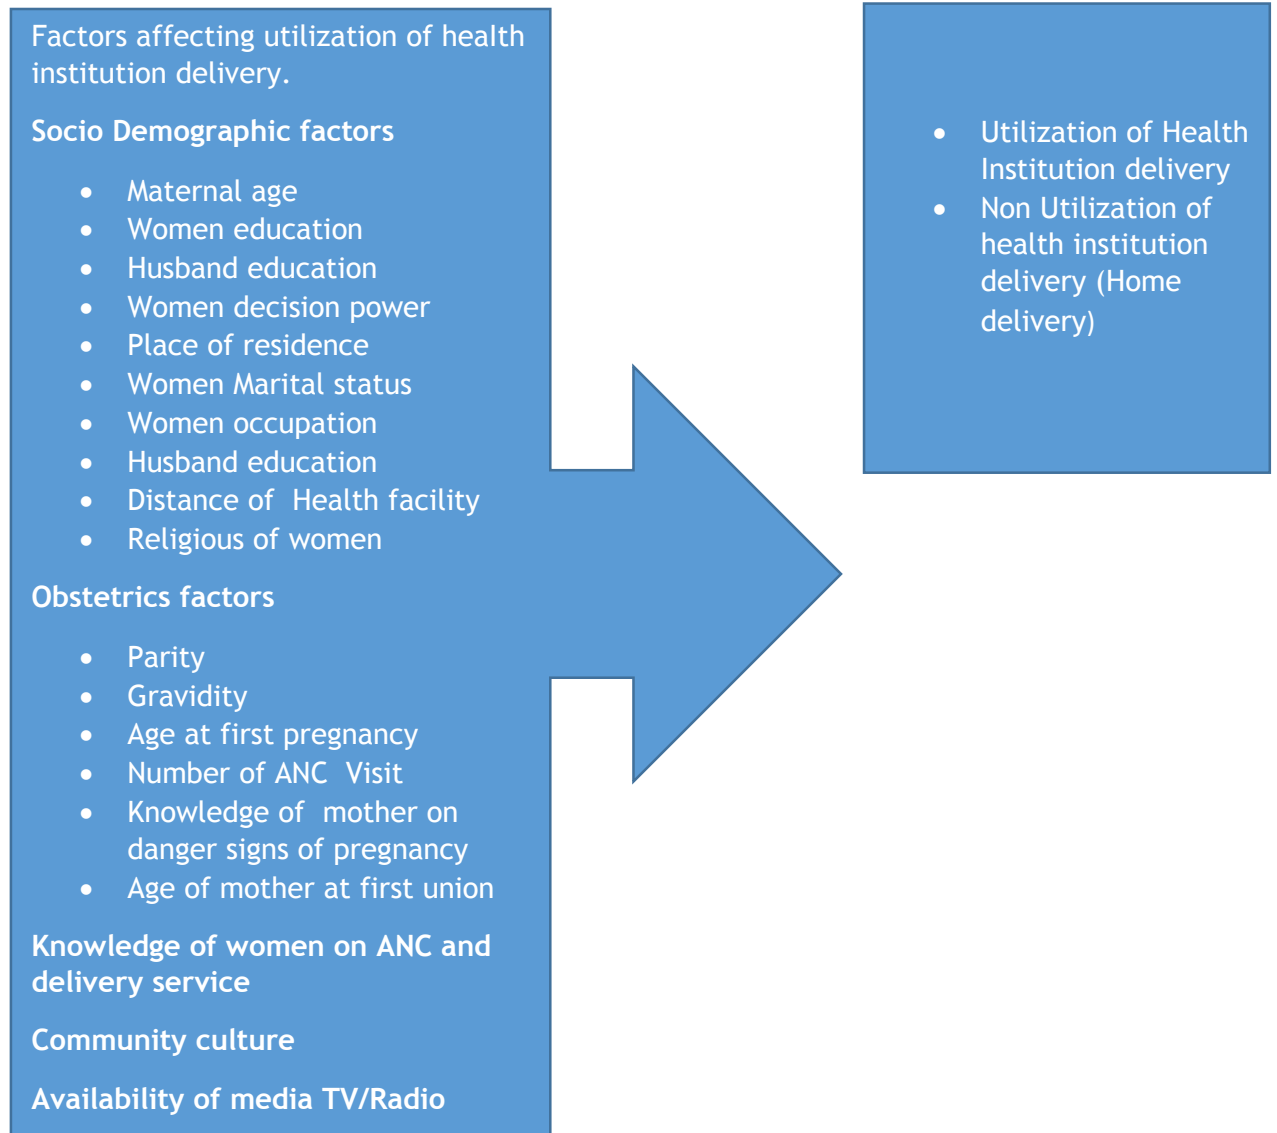 Factors affecting utilization of health
institution delivery.
Socio Demographic factors
• Maternal age
• Women education
• Husband education
• Women decision power
• Place of residence
• Women Marital status
• Women occupation
• Husband education
• Distance of Health facility
• Religious of women
Obstetrics factors
• Parity
• Gravidity
• Age at first pregnancy
• Number of ANC Visit
• Knowledge of mother on
danger signs of pregnancy
• Age of mother at first union
Knowledge of women on ANC and
delivery service
Community culture
Availability of media TV/Radio
• Utilization of Health
Institution delivery
• Non Utilization of
health institution
delivery (Home
delivery)